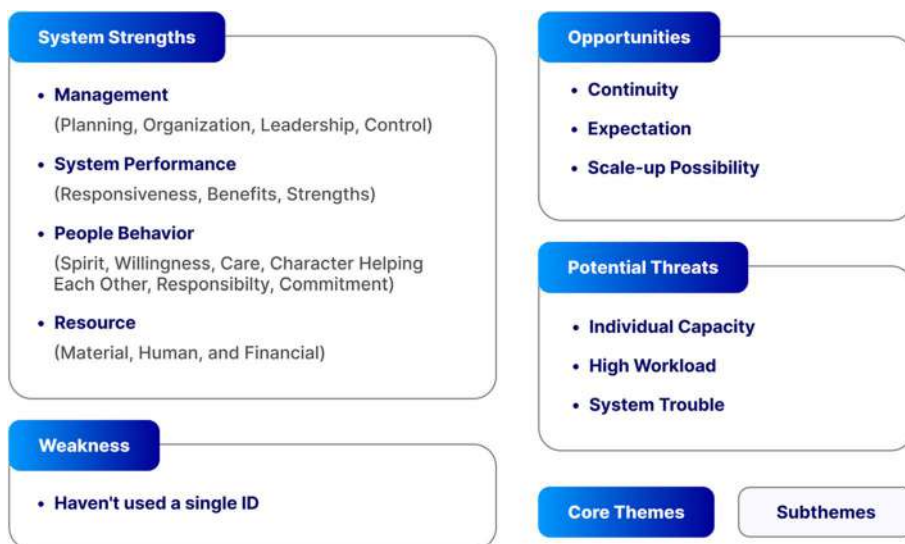 System Strengths
• Management
(Planning, Organization, Leadership, Control)
• System Performance
(Responsiveness, Benefits, Strengths)
• People Behavior
(Spirit, Willingness, Care, Character Helping
Each Other, Responsibilty, Commitment)
• Resource
(Material, Human, and Financial)
Weakness
• Haven't used a single ID
Opportunities
• Continuity
• Expectation
• Scale-up Possibility
Potential Threats
• Individual Capacity
• High Workload
• System Trouble
Core Themes
Subthemes